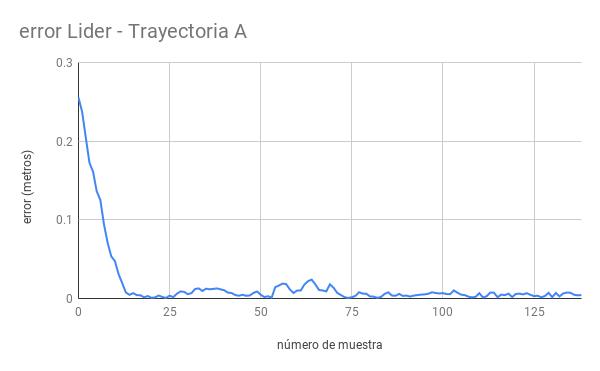 error Lider - Trayectoria A
0.3
0.2
0.1
0
error (metros)
0 25 50 75 100 125
número de muestra